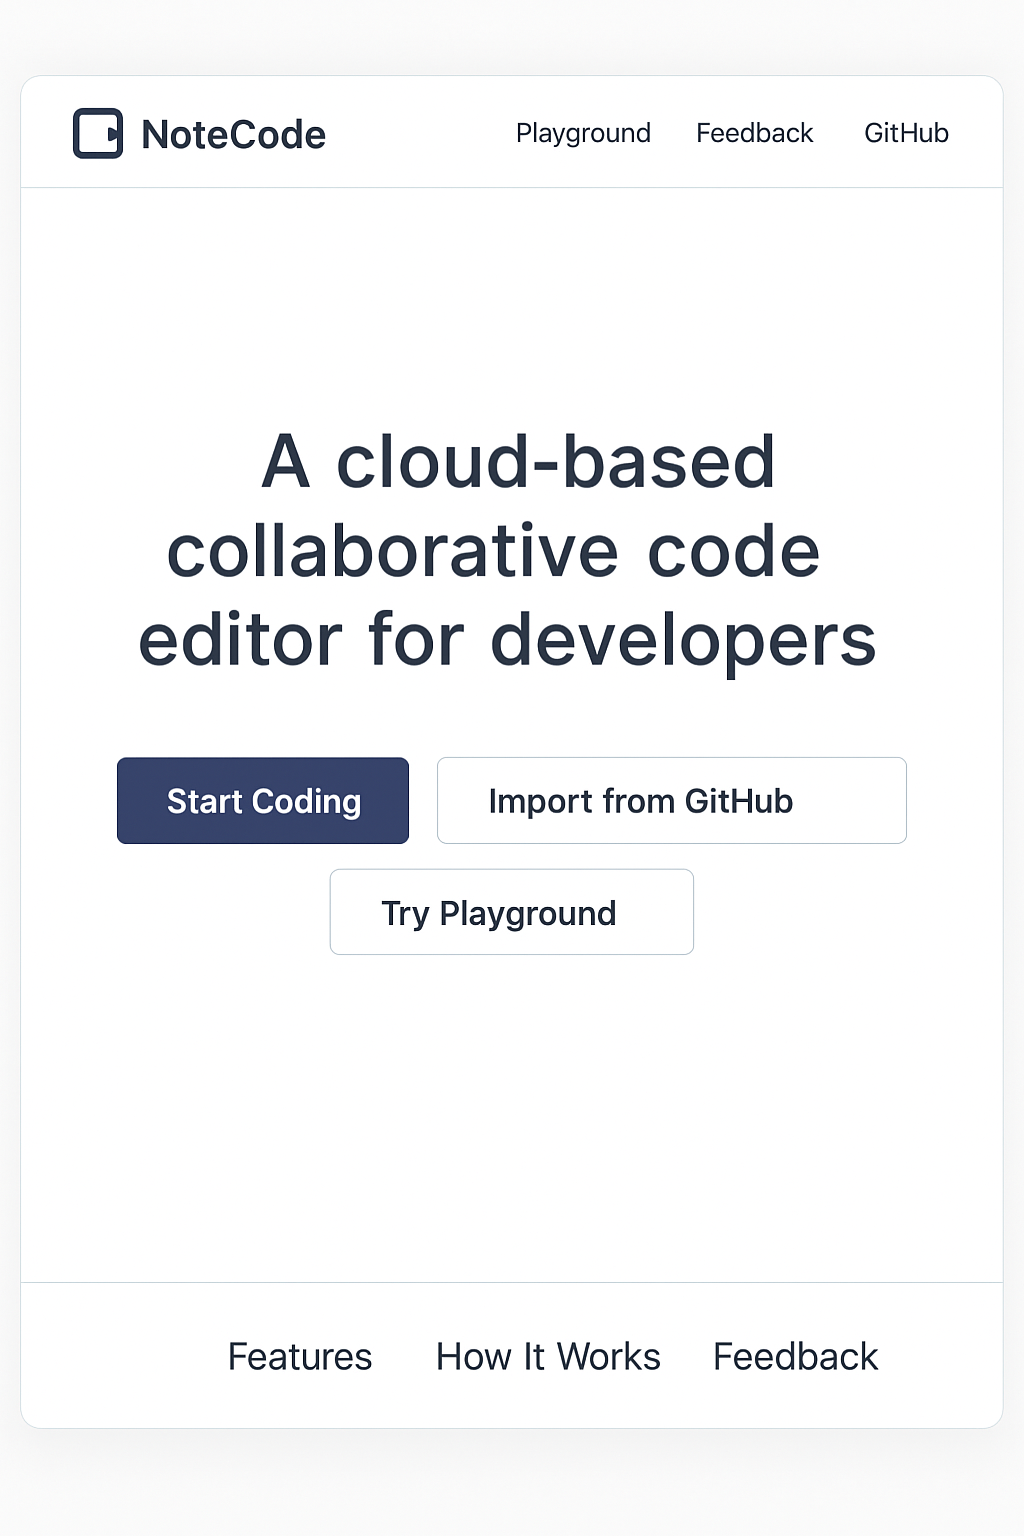 NoteCode
Playground Feedback GitHub
A cloud-based
collaborative code
editor for developers
Start Coding
Import from GitHub
Try Playground
Features How It Works Feedback